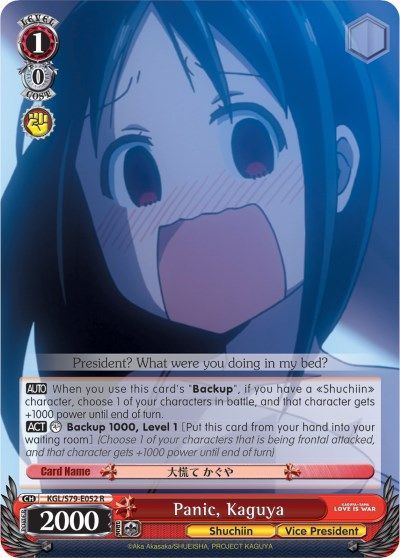 LEVEL
1
0
COST
President? What were you doing in my bed?
AUTO When you use this card's "Backup", if you have a «Shuchiin»
character, choose 1 of your characters in battle, and that character gets
+1000 power until end of turn.
ACT Backup 1000, Level 1 [Put this card from your hand into your
waiting room] (Choose 1 of your characters that is being frontal attacked,
and that character gets +1000 power until end of turn)
Card Name 大慌て かぐや
CH KGL/S79-E052 R
POWER 2000 SOUL Panic, Kaguya
KAGUYA-SAMA
LOVE IS WAR
Shuchiin Vice President
©Aka Akasaka/SHUEISHA, PROJECT KAGUYA